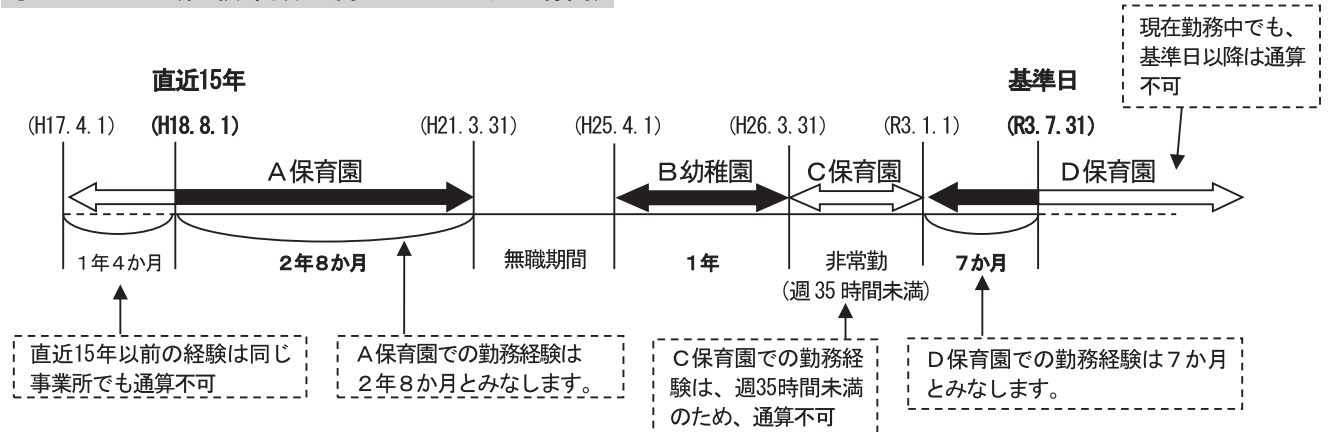 現在勤務中でも、
基準日以降は通算
不可
直近15年
基準日
(H17.4.1)
(H18.8.1)
(H21.3.31)
(H25.4.1)
(H26.3.31)
(R3.1.1)
(R3.7.31)
A保育園
B幼稚園
C保育園
D保育園
1年4か月
2年8か月
無職期間
1年
非常勤
(週35時間未満)
7か月
直近15年以前の経験は同じ
事業所でも通算不可
A保育園での勤務経験は
2年8か月とみなします。
C保育園での勤務経
験は、週35時間未満
のため、通算不可
D保育園での勤務経験は7か月
とみなします。